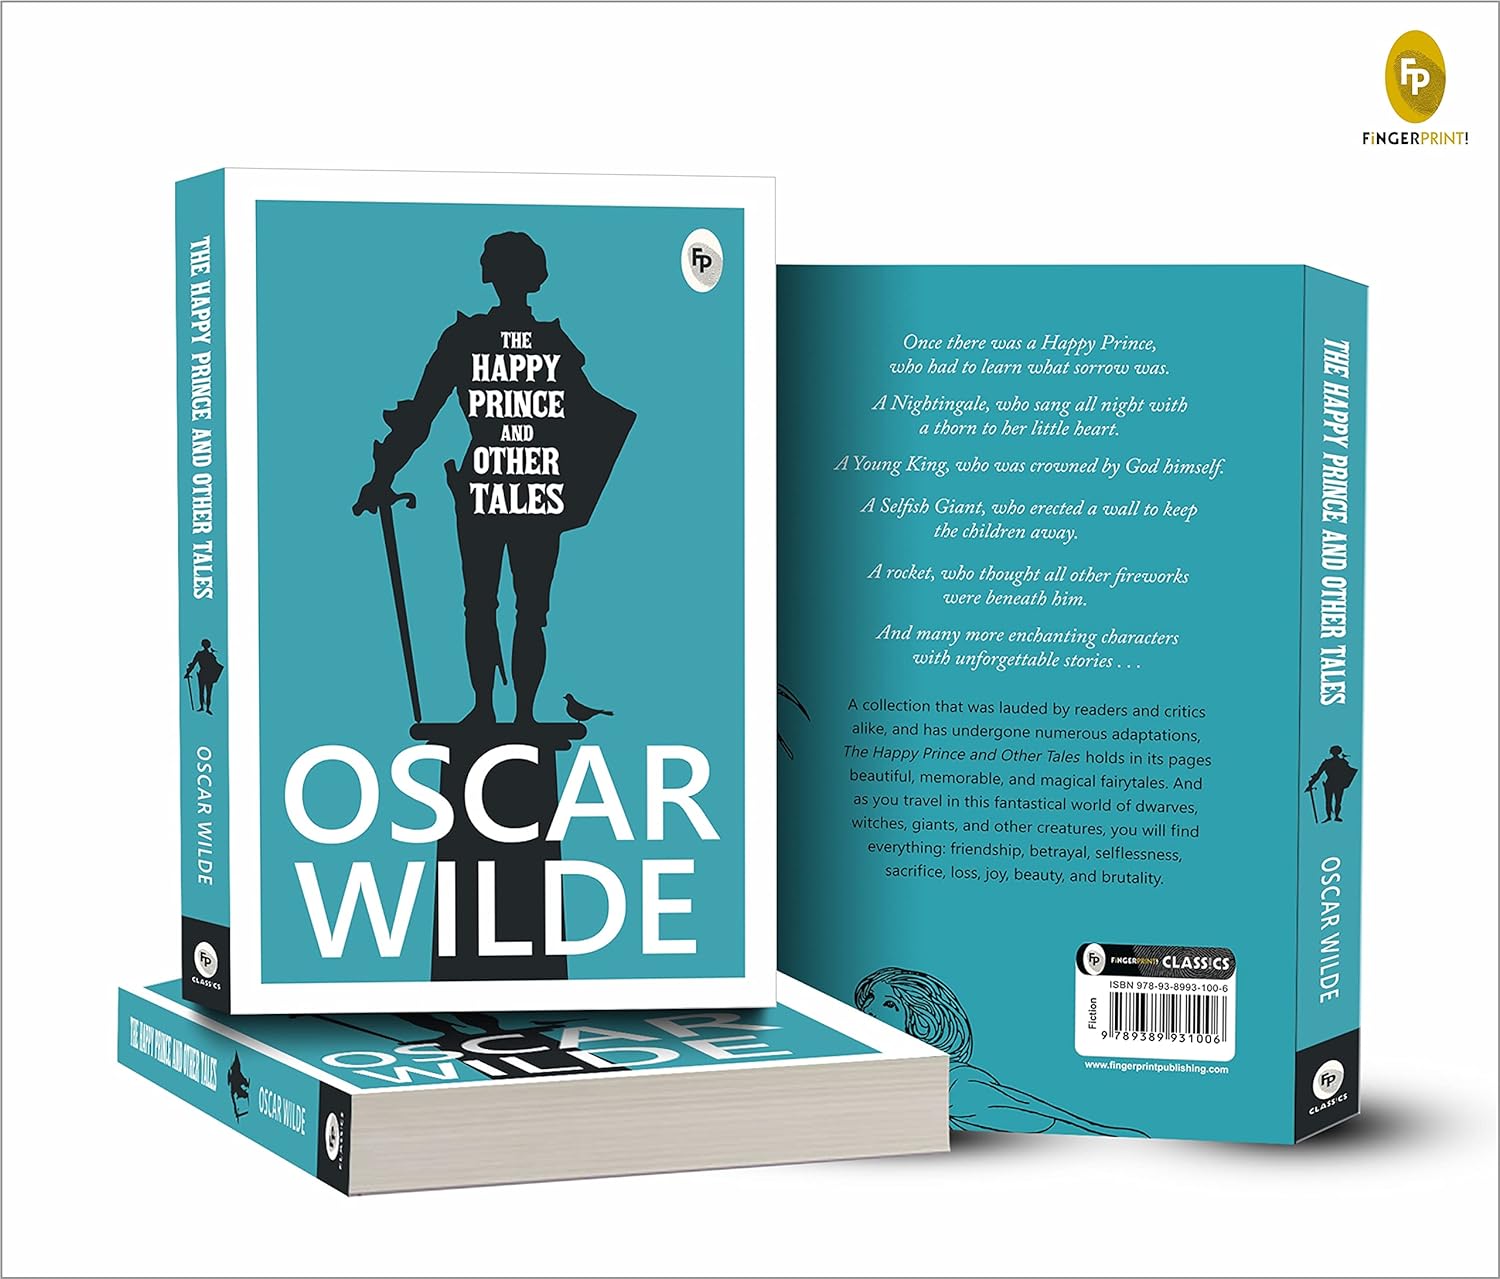 FP
FiNGERPRINT!
THE HAPPY PRINCE AND OTHER TALES
OSCAR WILDE
FP
CLASSiCS
FP
THE
HAPPY
PRINCE
AND
OTHER
TALES
OSCAR
WILDE
Once there was a Happy Prince,
who had to learn what sorrow was.
A Nightingale, who sang all night with
a thorn to her little heart.
A Young King, who was crowned by God himself.
A Selfish Giant, who erected a wall to keep
the children away.
A rocket, who thought all other fireworks
were beneath him.
And many more enchanting characters
with unforgettable stories . . .
A collection that was lauded by readers and critics
alike, and has undergone numerous adaptations,
The Happy Prince and Other Tales holds in its pages
beautiful, memorable, and magical fairytales. And
as you travel in this fantastical world of dwarves,
witches, giants, and other creatures, you will find
everything: friendship, betrayal, selflessness,
sacrifice, loss, joy, beauty, and brutality.
FP FiNGERPRINT! CLASSiCS
ISBN 978-93-8993-100-6
Fiction
9 789389 931006
www.fingerprintpublishing.com
THE HAPPY PRINCE AND OTHER TALES
OSCAR WILDE
FP
CLASSiCS
THE HAPPY PRINCE AND OTHER TALES
OSCAR WILDE
FP
CLASSiCS
OSCAR
WILDE